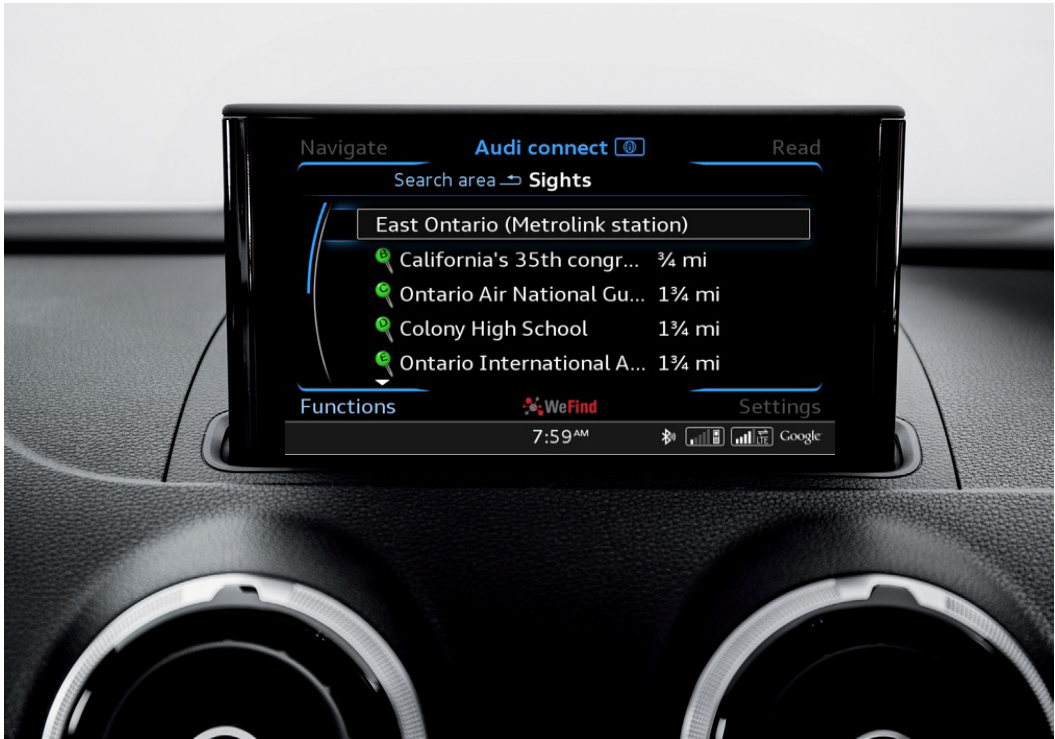 Navigate Audi connect Read
Search area Sights
East Ontario (Metrolink station)
B California's 35th congr... ¾ mi
C Ontario Air National Gu... 1¾ mi
D Colony High School 1¾ mi
E Ontario International A... 1¾ mi
Functions WeFind Settings
7:59 AM LTE Google